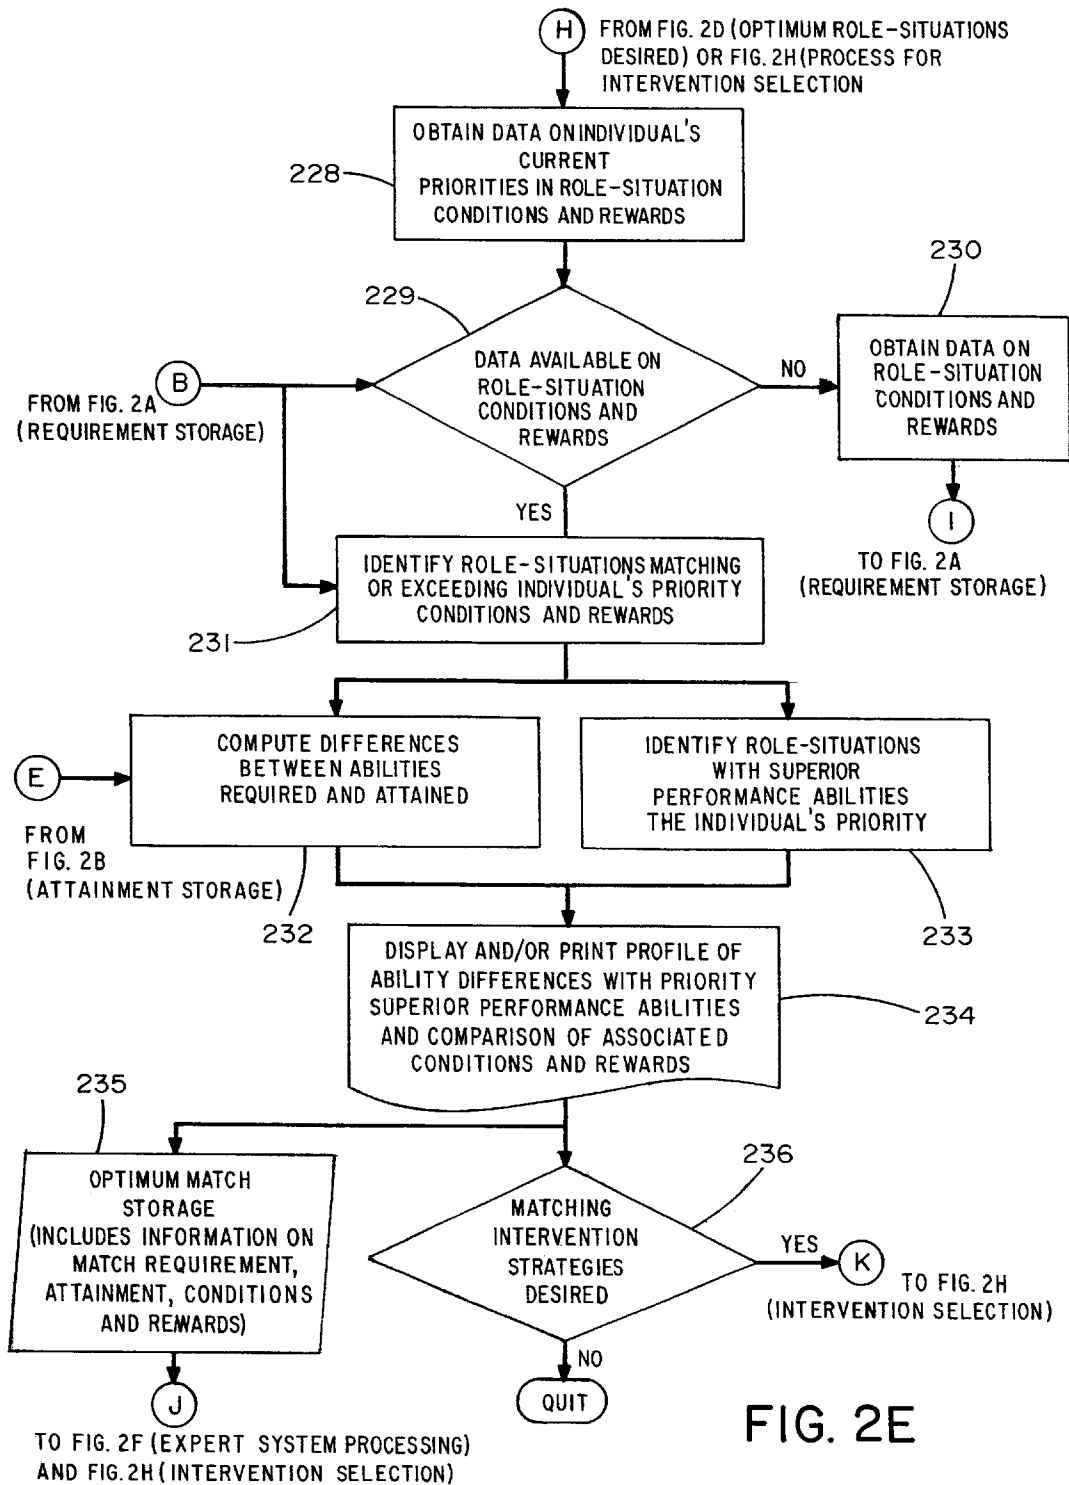 H
FROM FIG. 2D (OPTIMUM ROLE-SITUATIONS
DESIRED) OR FIG. 2H (PROCESS FOR
INTERVENTION SELECTION
OBTAIN DATA ON INDIVIDUAL'S
CURRENT
PRIORITIES IN ROLE-SITUATION
CONDITIONS AND REWARDS
228
229
230
DATA AVAILABLE ON
ROLE-SITUATION
CONDITIONS AND
REWARDS
NO
OBTAIN DATA ON
ROLE-SITUATION
CONDITIONS AND
REWARDS
B
FROM FIG. 2A
(REQUIREMENT STORAGE)
YES
I
TO FIG. 2A
(REQUIREMENT STORAGE)
IDENTIFY ROLE-SITUATIONS MATCHING
OR EXCEEDING INDIVIDUAL'S PRIORITY
CONDITIONS AND REWARDS
231
COMPUTE DIFFERENCES
BETWEEN ABILITIES
REQUIRED AND ATTAINED
IDENTIFY ROLE-SITUATIONS
WITH SUPERIOR
PERFORMANCE ABILITIES
THE INDIVIDUAL'S PRIORITY
E
FROM
FIG. 2B
(ATTAINMENT STORAGE)
232
233
DISPLAY AND/OR PRINT PROFILE OF
ABILITY DIFFERENCES WITH PRIORITY
SUPERIOR PERFORMANCE ABILITIES
AND COMPARISON OF ASSOCIATED
CONDITIONS AND REWARDS
234
235
OPTIMUM MATCH
STORAGE
(INCLUDES INFORMATION ON
MATCH REQUIREMENT,
ATTAINMENT, CONDITIONS
AND REWARDS)
236
MATCHING
INTERVENTION
STRATEGIES
DESIRED
YES
K
TO FIG. 2H
(INTERVENTION SELECTION)
NO
QUIT
J
TO FIG. 2F (EXPERT SYSTEM PROCESSING)
AND FIG. 2H (INTERVENTION SELECTION)
FIG. 2E